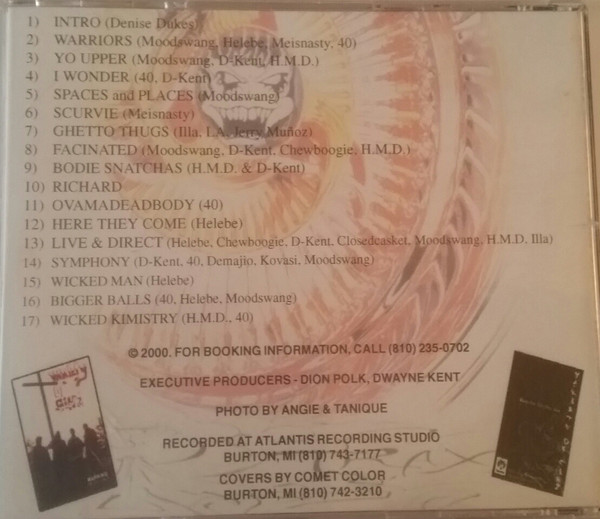 1) INTRO (Denise Dukes)
2) WARRIORS (Moodswang, Helebe, Meisnasty, 40)
3) YO UPPER (Moodswang, D-Kent, H.M.D.)
4) I WONDER (40, D-Kent)
5) SPACES and PLACES (Moodswang)
6) SCURVIE (Meisnasty)
7) GHETTO THUGS (Illa, I.A, Jerry Muñoz)
8) FACINATED (Moodswang, D-Kent, Chewboogie, H.M.D.)
9) BODIE SNATCHAS (H.M.D. & D-Kent)
10) RICHARD
11) OVAMADEADBODY (40)
12) HERE THEY COME (Helebe)
13) LIVE & DIRECT (Helebe, Chewboogie, D-Kent, Closedcasket, Moodswang, H.M.D, Illa)
14) SYMPHONY (D-Kent, 40, Demajio, Kovasi, Moodswang)
15) WICKED MAN (Helebe)
16) BIGGER BALLS (40, Helebe, Moodswang)
17) WICKED KIMISTRY (H.M.D., 40)
© 2000. FOR BOOKING INFORMATION, CALL (810) 235-0702
EXECUTIVE PRODUCERS - DION POLK, DWAYNE KENT
PHOTO BY ANGIE & TANIQUE
RECORDED AT ATLANTIS RECORDING STUDIO
BURTON, MI (810) 743-7177
COVERS BY COMET COLOR
BURTON, MI (810) 742-3210